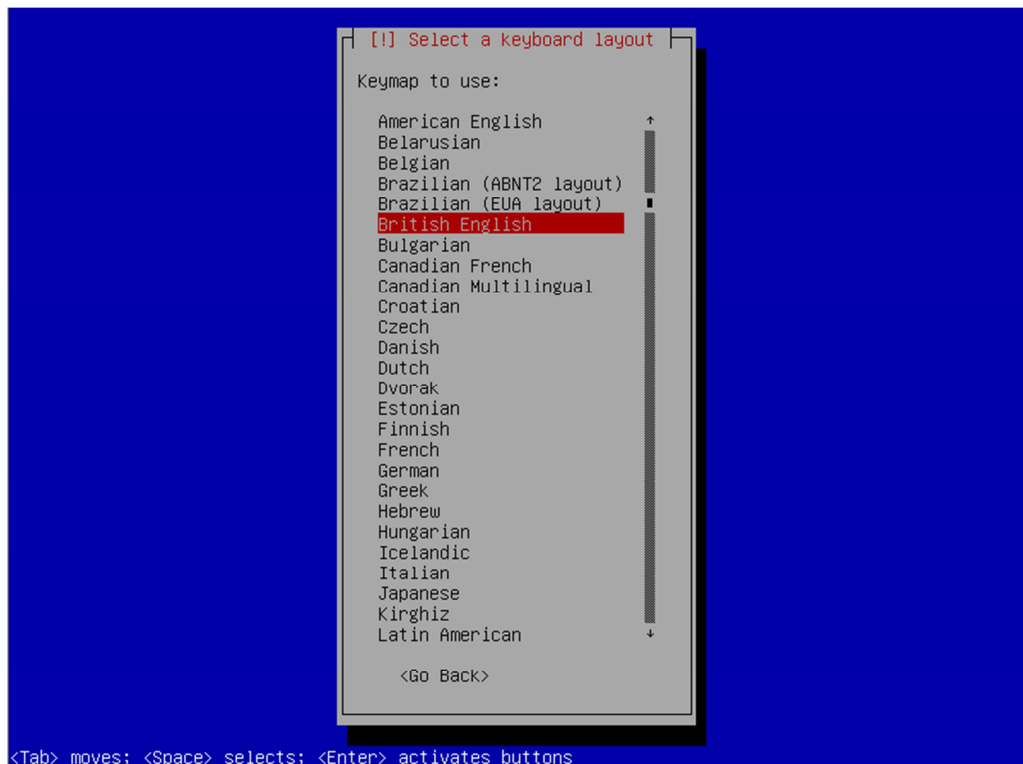 [!] Select a keyboard layout
Keymap to use:
American English
Belarusian
Belgian
Brazilian (ABNT2 layout)
Brazilian (EUA layout)
British English
Bulgarian
Canadian French
Canadian Multilingual
Croatian
Czech
Danish
Dutch
Dvorak
Estonian
Finnish
French
German
Greek
Hebrew
Hungarian
Icelandic
Italian
Japanese
Kirghiz
Latin American
<Go Back>
<Tab> moves; <Space> selects; <Enter> activates buttons